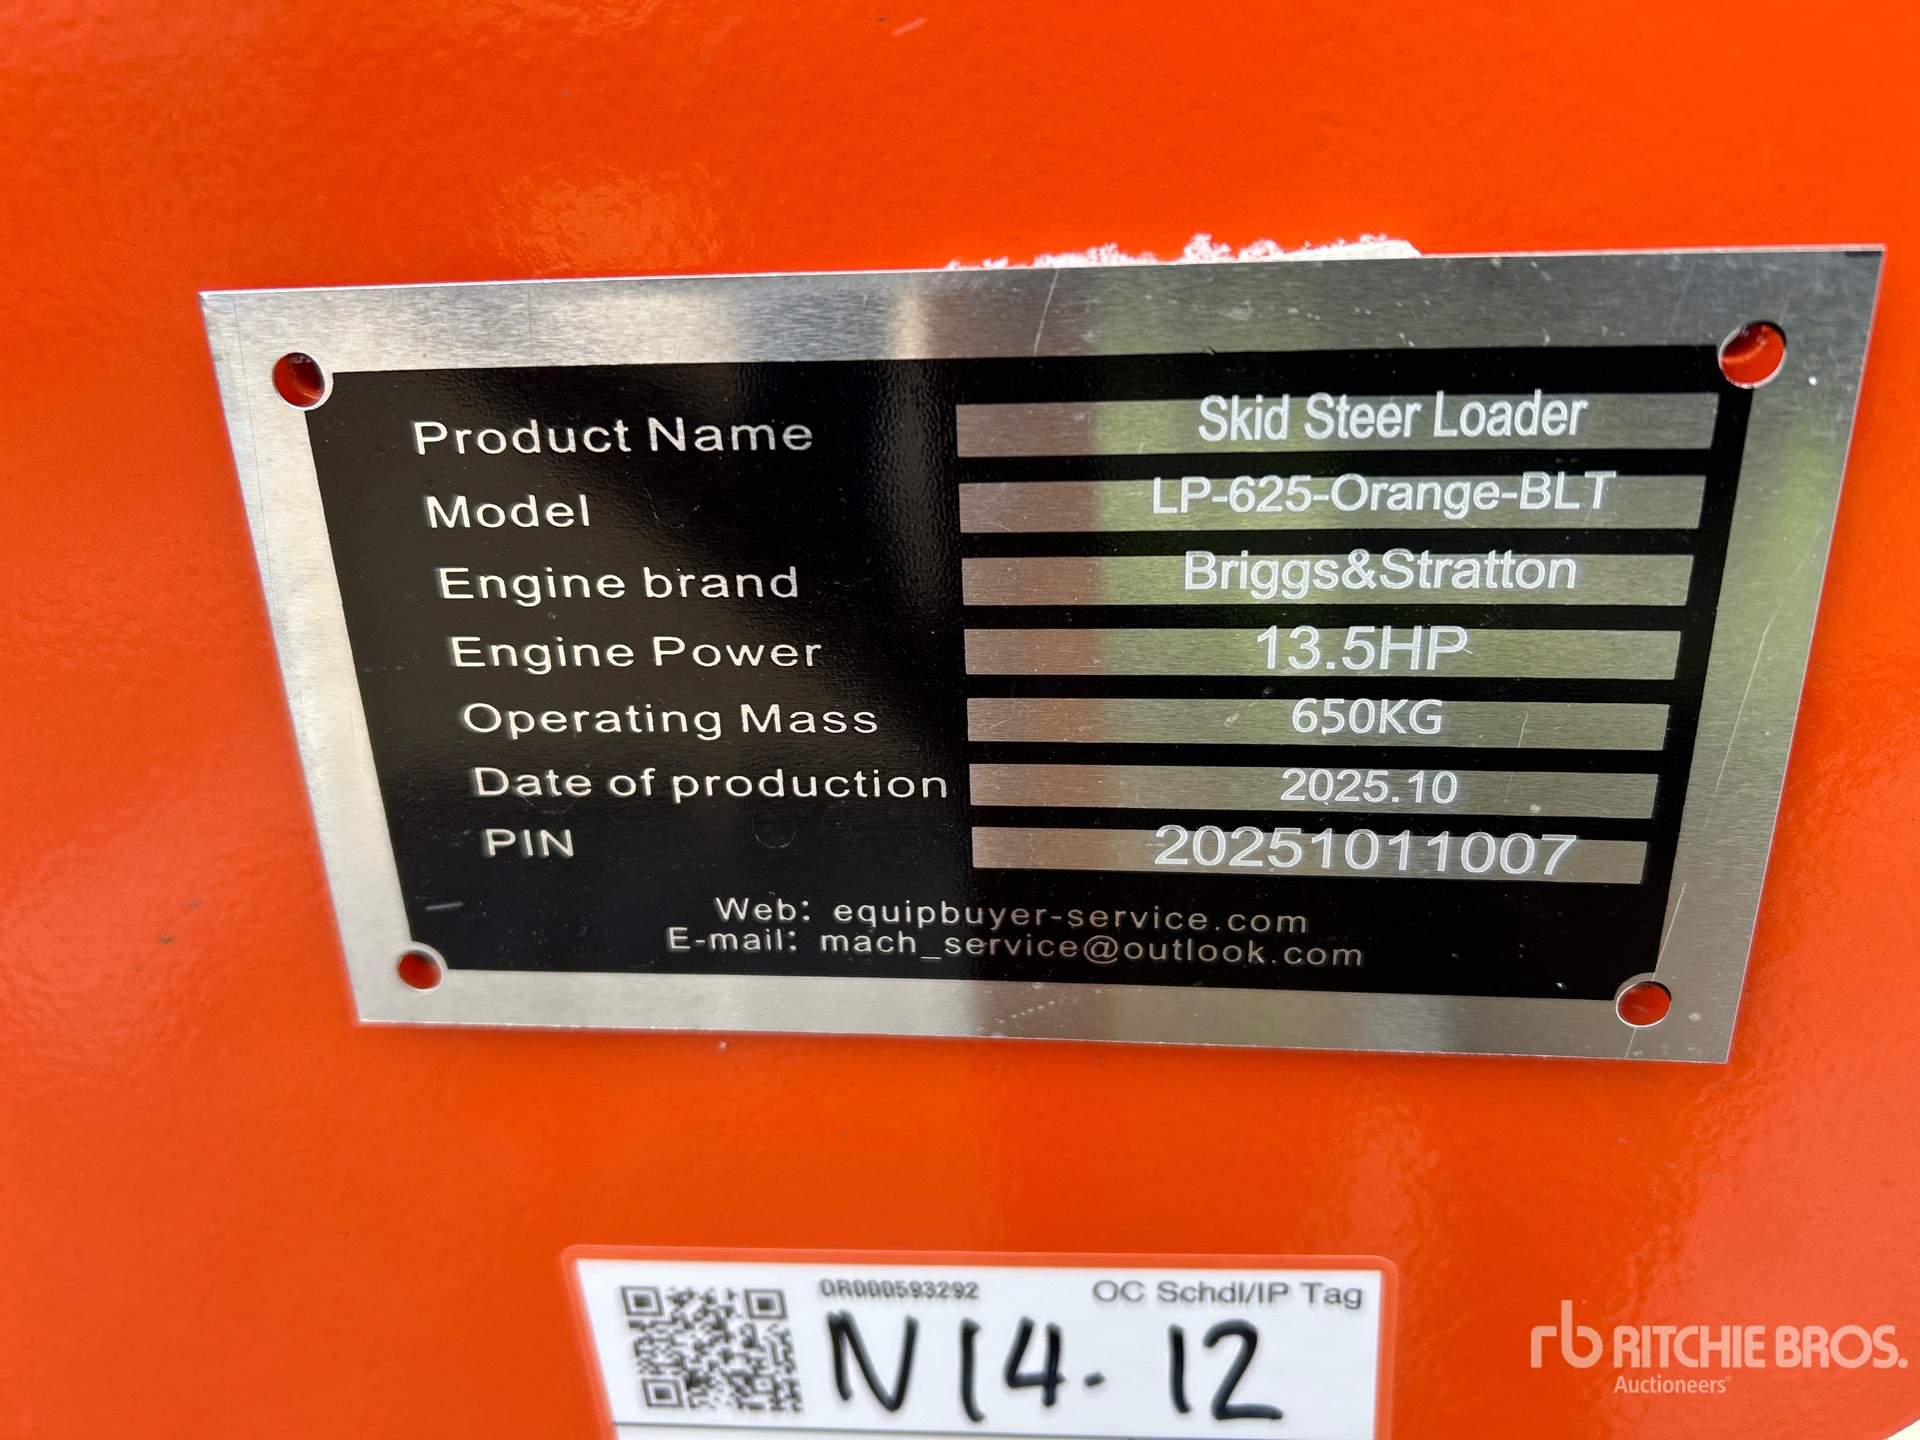 Product Name Skid Steer Loader
Model LP-625-Orange-BLT
Engine brand Briggs&Stratton
Engine Power 13.5HP
Operating Mass 650KG
Date of production 2025.10
PIN 20251011007
Web: equipbuyer-service.com
E-mail: mach_service@outlook.com
OR000593292 OC Schdl/IP Tag
N14-12
rb RITCHIE BROS.
Auctioneers